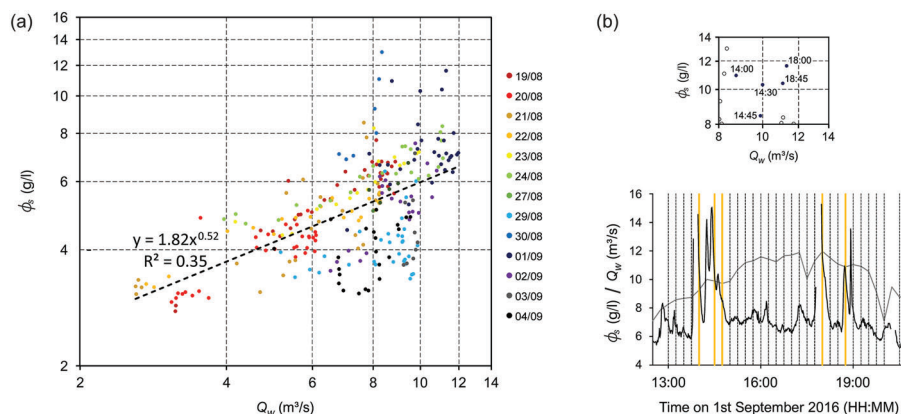 (a)
16
14
12
10
8
6
4
2
ϕs (g/l)
y = 1.82x^0.52
R² = 0.35
2 4 6 8 10 12 14
Qw (m³/s)
19/08
20/08
21/08
22/08
23/08
24/08
27/08
29/08
30/08
01/09
02/09
03/09
04/09
(b)
14
12
10
8
ϕs (g/l)
18:00
14:00
18:45
14:30
14:45
8 10 12 14
Qw (m³/s)
16
14
12
10
8
6
4
ϕs (g/l) / Qw (m³/s)
13:00 16:00 19:00
Time on 1st September 2016 (HH:MM)